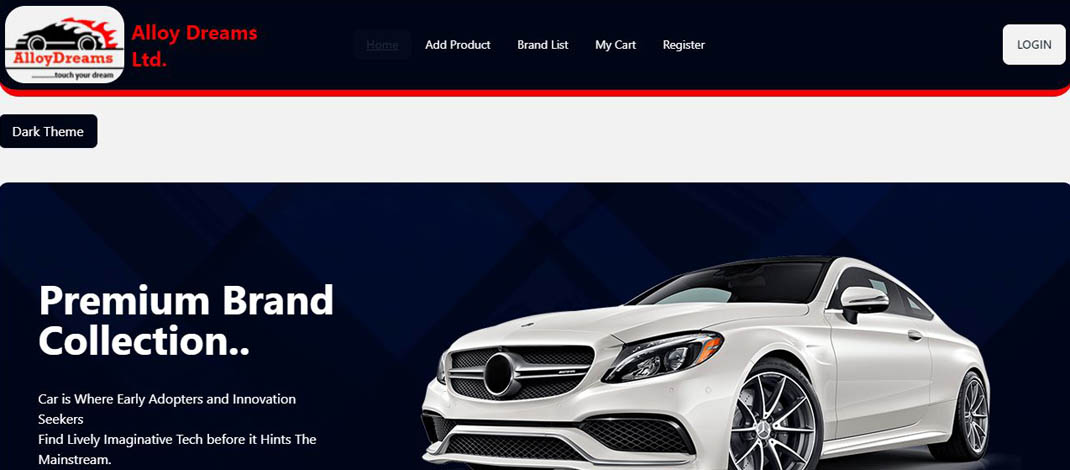 AlloyDreams
............touch your dream
Alloy Dreams
Ltd.
Home
Add Product
Brand List
My Cart
Register
LOGIN
Dark Theme
Premium Brand
Collection..
Car is Where Early Adopters and Innovation
Seekers
Find Lively Imaginative Tech before it Hints The
Mainstream.